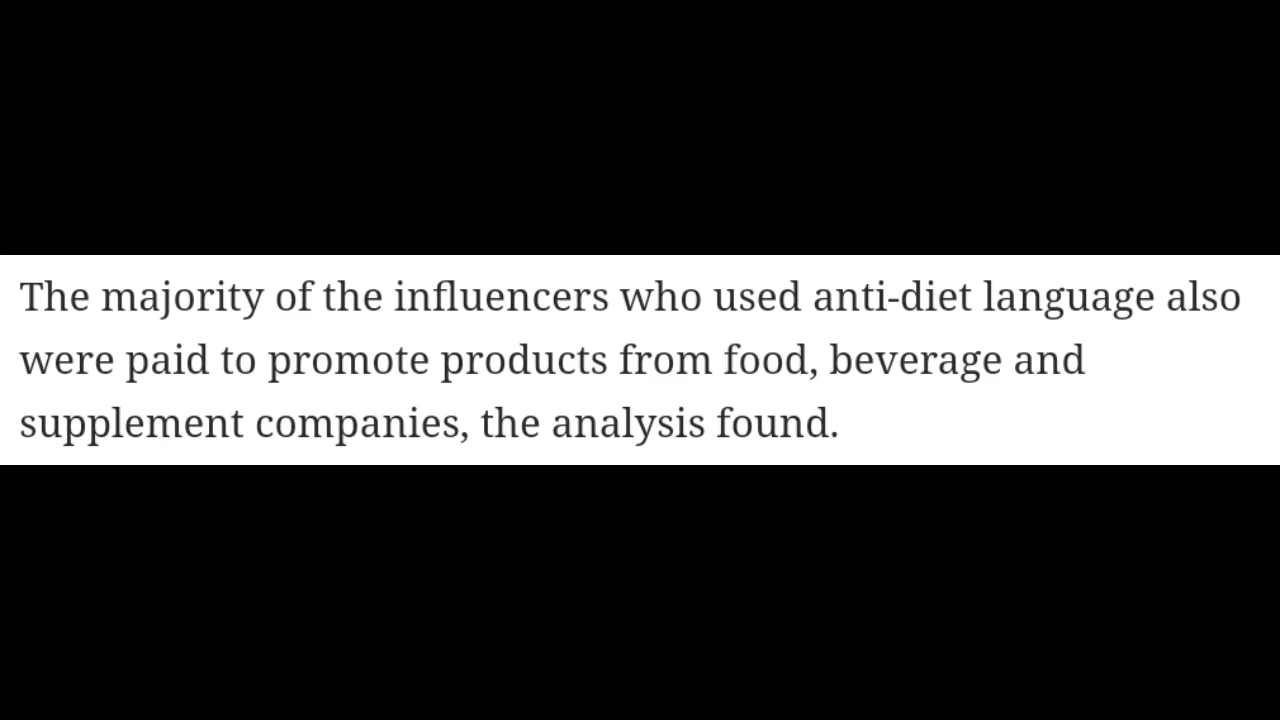 The majority of the influencers who used anti-diet language also
were paid to promote products from food, beverage and
supplement companies, the analysis found.